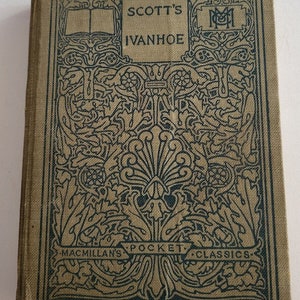 SCOTT'S
IVANHOE
MACMILLAN'S POCKET CLASSICS